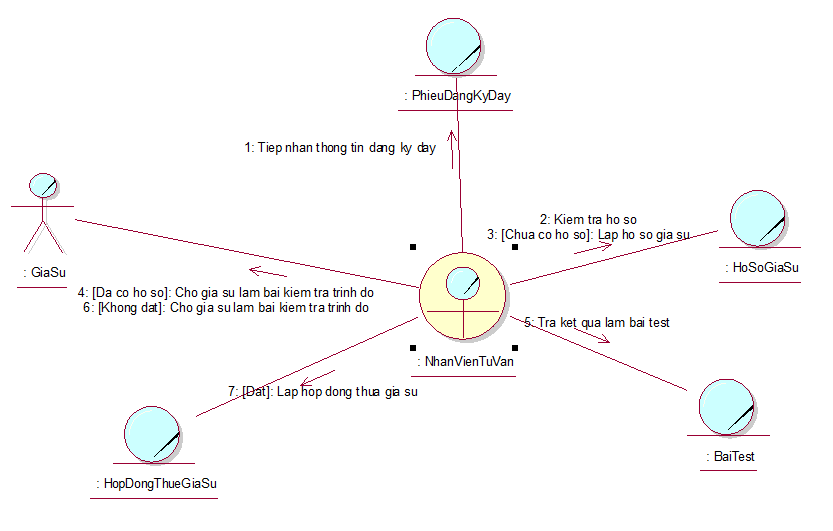 : PhieuDangKyDay
1: Tiep nhan thong tin dang ky day
2: Kiem tra ho so
3: [Chua co ho so]: Lap ho so gia su
: GiaSu
: HoSoGiaSu
4: [Da co ho so]: Cho gia su lam bai kiem tra trinh do
6: [Khong dat]: Cho gia su lam bai kiem tra trinh do
5: Tra ket qua lam bai test
: NhanVienTuVan
7: [Dat]: Lap hop dong thua gia su
: BaiTest
: HopDongThueGiaSu